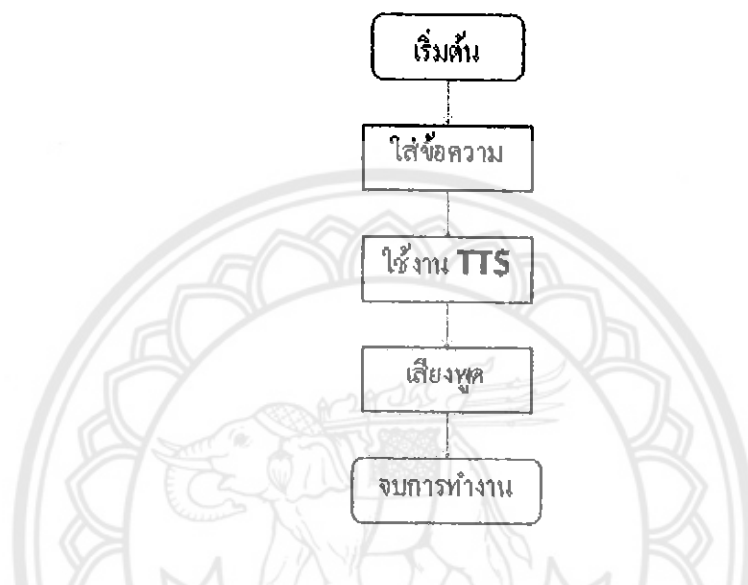 เริ่มต้น
ใส่ข้อความ
ใช้งาน TTS
เสียงพูด
จบการทำงาน